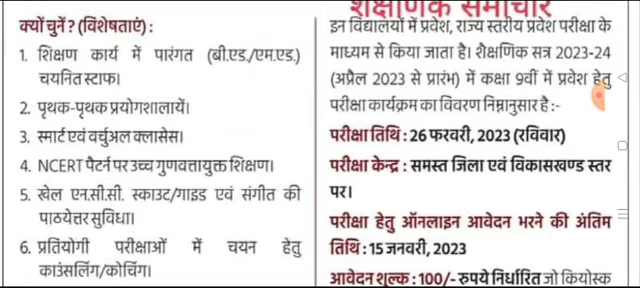 शैक्षणिक समाचार
क्यों चुनें ? (विशेषताएं) :
1. शिक्षण कार्य में पारंगत (बी.एड./एम.एड.)
चयनित स्टाफ।
2. पृथक-पृथक प्रयोगशालायें।
3. स्मार्ट एवं वर्चुअल क्लासेस।
4. NCERT पैटर्न पर उच्च गुणवत्तायुक्त शिक्षण।
5. खेल एन.सी.सी. स्काउट/गाइड एवं संगीत की
पाठ्येत्तर सुविधा।
6. प्रतियोगी परीक्षाओं में चयन हेतु
काउंसलिंग/कोचिंग।
इन विद्यालयों में प्रवेश, राज्य स्तरीय प्रवेश परीक्षा के
माध्यम से किया जाता है। शैक्षणिक सत्र 2023-24
(अप्रैल 2023 से प्रारंभ) में कक्षा 9वीं में प्रवेश हेतु
परीक्षा कार्यक्रम का विवरण निम्नानुसार है :-
परीक्षा तिथि : 26 फरवरी, 2023 (रविवार)
परीक्षा केन्द्र : समस्त जिला एवं विकासखण्ड स्तर
पर।
परीक्षा हेतु ऑनलाइन आवेदन भरने की अंतिम
तिथि : 15 जनवरी, 2023
आवेदन शुल्क : 100/- रुपये निर्धारित जो कियोस्क